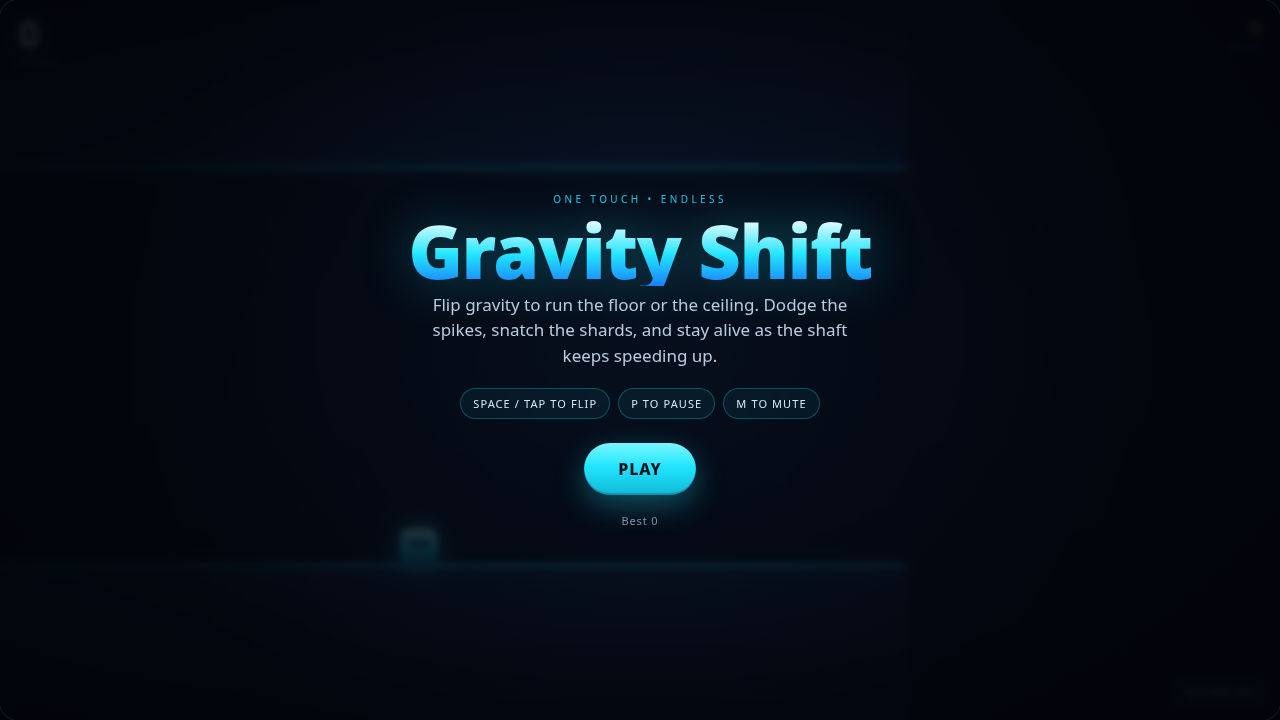 0
ONE TOUCH • ENDLESS
Gravity Shift
Flip gravity to run the floor or the ceiling. Dodge the
spikes, snatch the shards, and stay alive as the shaft
keeps speeding up.
SPACE / TAP TO FLIP
P TO PAUSE
M TO MUTE
PLAY
Best 0